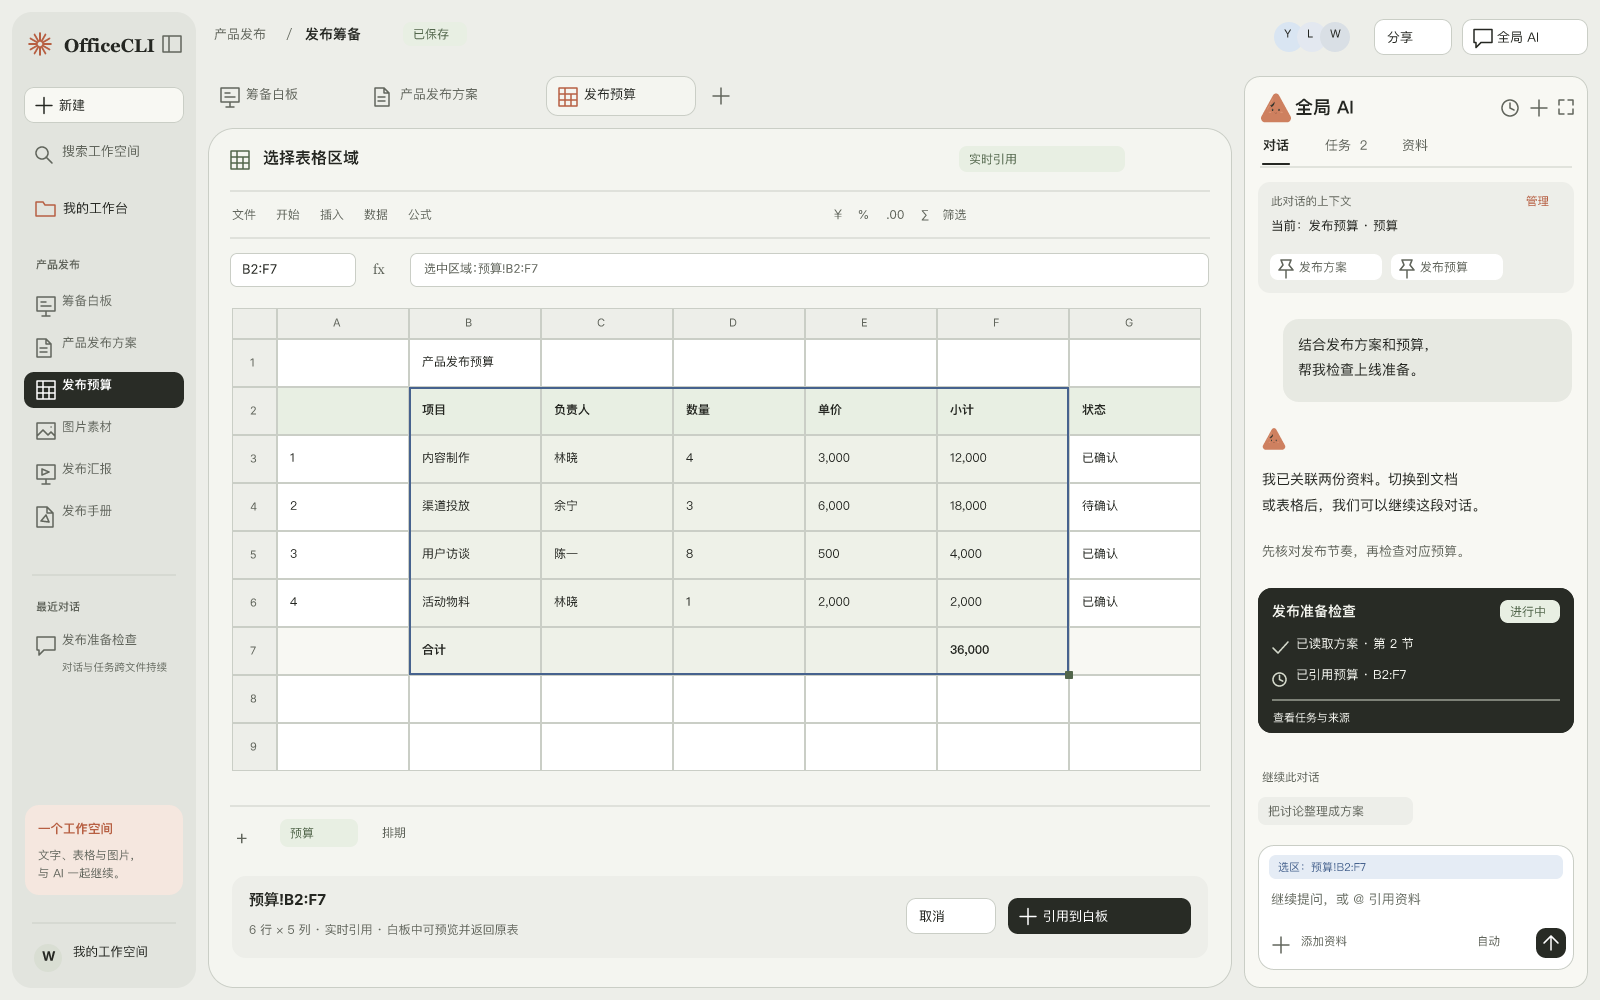 OfficeCLI
新建
搜索工作空间
我的工作台
产品发布
筹备白板
产品发布方案
发布预算
图片素材
发布汇报
发布手册
最近对话
发布准备检查
对话与任务跨文件持续
一个工作空间
文字、表格与图片，
与 AI 一起继续。
W 我的工作空间
产品发布 / 发布筹备 已保存
Y L W 分享 全局 AI
筹备白板 产品发布方案 发布预算
选择表格区域 实时引用
文件 开始 插入 数据 公式 ¥ % .00 ∑ 筛选
B2:F7 fx 选中区域：预算!B2:F7
A B C D E F G
1 产品发布预算
2 项目 负责人 数量 单价 小计 状态
3 1 内容制作 林晓 4 3,000 12,000 已确认
4 2 渠道投放 余宁 3 6,000 18,000 待确认
5 3 用户访谈 陈一 8 500 4,000 已确认
6 4 活动物料 林晓 1 2,000 2,000 已确认
7 合计 36,000
8
9
+ 预算 排期
预算!B2:F7
6 行 × 5 列 · 实时引用 · 白板中可预览并返回原表
取消 引用到白板
全局 AI
对话 任务 2 资料
此对话的上下文 管理
当前：发布预算 · 预算
发布方案 发布预算
结合发布方案和预算，
帮我检查上线准备。
我已关联两份资料。切换到文档
或表格后，我们可以继续这段对话。
先核对发布节奏，再检查对应预算。
发布准备检查 进行中
已读取方案 · 第 2 节
已引用预算 · B2:F7
查看任务与来源
继续此对话
把讨论整理成方案
选区：预算!B2:F7
继续提问，或 @ 引用资料
添加资料 自动